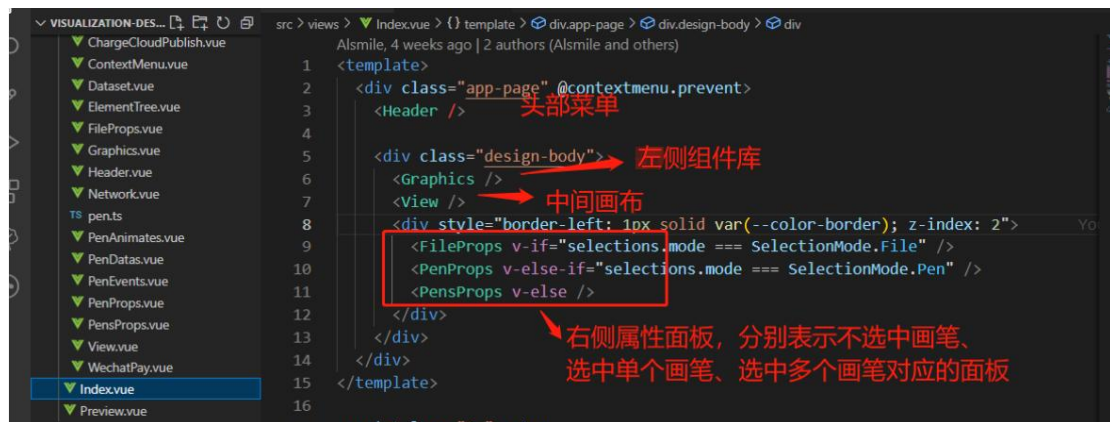 VISUALIZATION-DES...
ChargeCloudPublish.vue
ContextMenu.vue
Dataset.vue
ElementTree.vue
FileProps.vue
Graphics.vue
Header.vue
Network.vue
TS pen.ts
PenAnimates.vue
PenDatas.vue
PenEvents.vue
PenProps.vue
PensProps.vue
View.vue
WechatPay.vue
Index.vue
Preview.vue
src > views > Index.vue > {} template > div.app-page > div.design-body > div
Alsmile, 4 weeks ago | 2 authors (Alsmile and others)
1 <template>
2 <div class="app-page" @contextmenu.prevent>
3 <Header />
头部菜单
4
5 <div class="design-body">
左侧组件库
6 <Graphics />
7 <View />
中间画布
8 <div style="border-left: 1px solid var(--color-border); z-index: 2"> Yo
9 <FileProps v-if="selections.mode === SelectionMode.File" />
10 <PenProps v-else-if="selections.mode === SelectionMode.Pen" />
11 <PensProps v-else />
12 </div>
13 </div>
14 </div>
15 </template>
16
右侧属性面板，分别表示不选中画笔、
选中单个画笔、选中多个画笔对应的面板